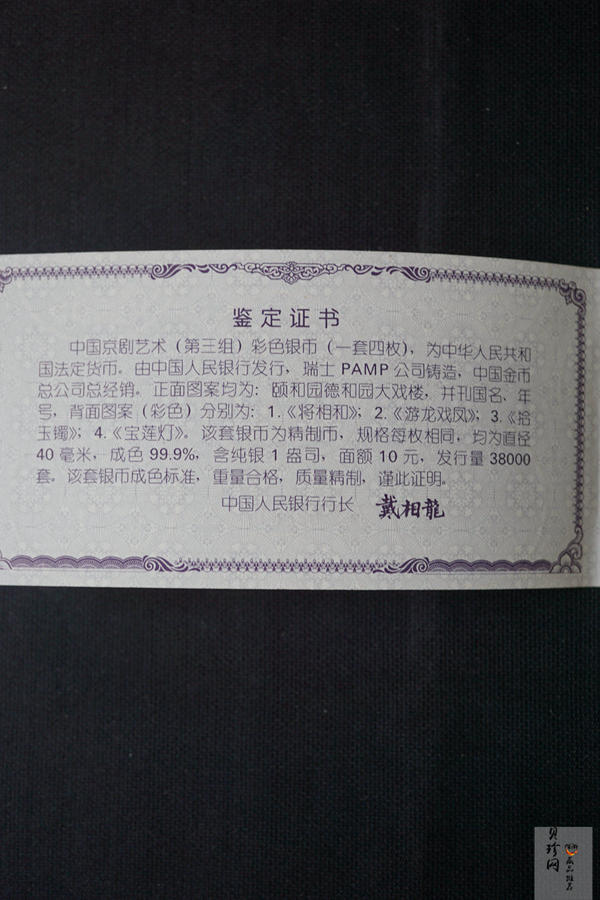 鉴定证书
中国京剧艺术（第三组）彩色银币（一套四枚），为中华人民共和
国法定货币。由中国人民银行发行，瑞士 PAMP 公司铸造，中国金币
总公司总经销。正面图案均为：颐和园德和园大戏楼，并刊国名、年
号，背面图案（彩色）分别为：1.《将相和》；2.《游龙戏凤》；3.《拾
玉镯》；4.《宝莲灯》。该套银币为精制币，规格每枚相同，均为直径
40 毫米，成色 99.9%，含纯银 1 盎司，面额 10 元，发行量 38000
套。该套银币成色标准，重量合格，质量精制，谨此证明。
中国人民银行行长 戴相龍
贝珍网
藏品推荐